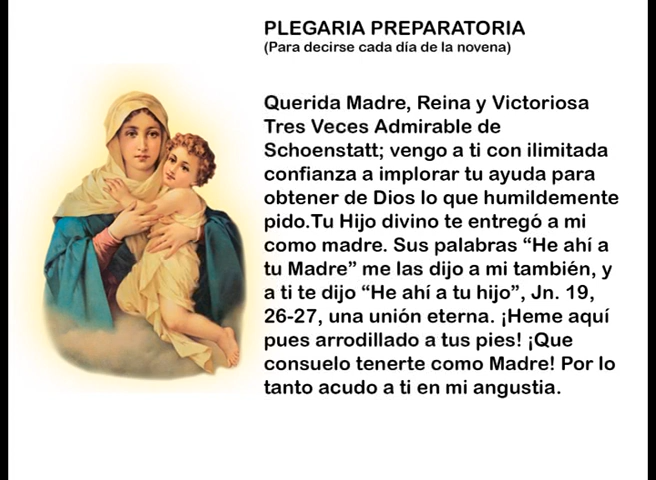 PLEGARIA PREPARATORIA
(Para decirse cada día de la novena)
Querida Madre, Reina y Victoriosa
Tres Veces Admirable de
Schoenstatt; vengo a ti con ilimitada
confianza a implorar tu ayuda para
obtener de Dios lo que humildemente
pido.Tu Hijo divino te entregó a mi
como madre. Sus palabras “He ahí a
tu Madre” me las dijo a mi también, y
a ti te dijo “He ahí a tu hijo”, Jn. 19,
26-27, una unión eterna. ¡Heme aquí
pues arrodillado a tus pies! ¡Que
consuelo tenerte como Madre! Por lo
tanto acudo a ti en mi angustia.